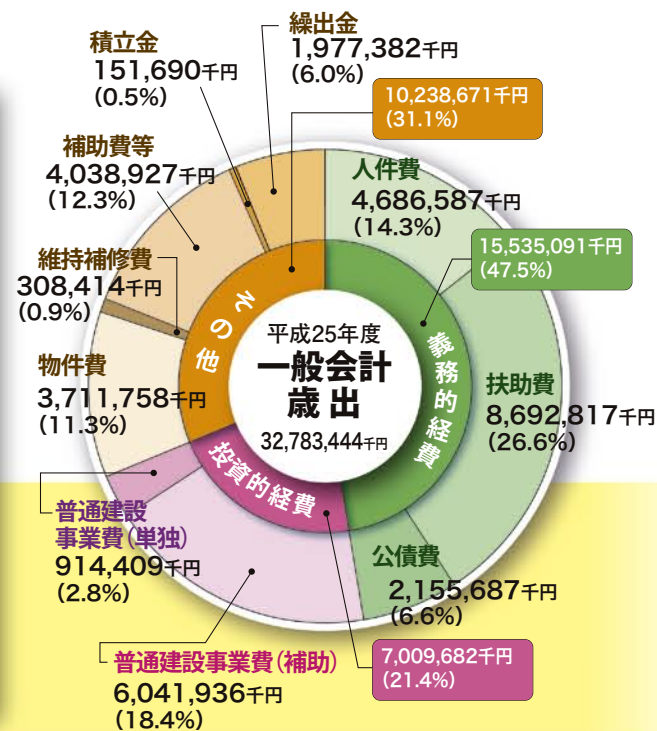 繰出金
1,977,382千円
(6.0%)
積立金
151,690千円
(0.5%)
10,238,671千円
(31.1%)
補助費等
4,038,927千円
(12.3%)
人件費
4,686,587千円
(14.3%)
15,535,091千円
(47.5%)
維持補修費
308,414千円
(0.9%)
その他
平成25年度
一般会計
歳出
32,783,444千円
義務的経費
扶助費
8,692,817千円
(26.6%)
物件費
3,711,758千円
(11.3%)
投資的経費
普通建設
事業費(単独)
914,409千円
(2.8%)
公債費
2,155,687千円
(6.6%)
普通建設事業費(補助)
6,041,936千円
(18.4%)
7,009,682千円
(21.4%)